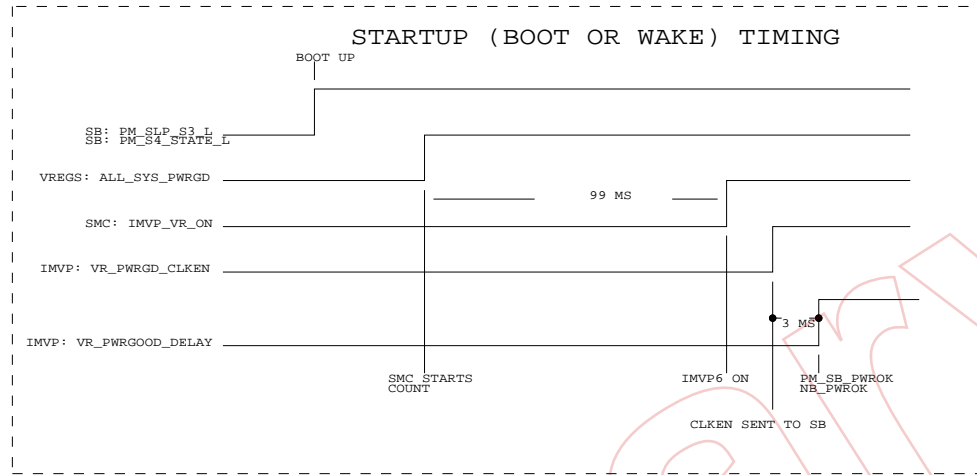 STARTUP (BOOT OR WAKE) TIMING
BOOT UP
SB: PM_SLP_S3_L
SB: PM_S4_STATE_L
VREGS: ALL_SYS_PWRGD
99 MS
SMC: IMVP_VR_ON
IMVP: VR_PWRGD_CLKEN
3 MS
IMVP: VR_PWRGOOD_DELAY
SMC STARTS
COUNT
IMVP6 ON
PM_SB_PWROK
NB_PWROK
CLKEN SENT TO SB